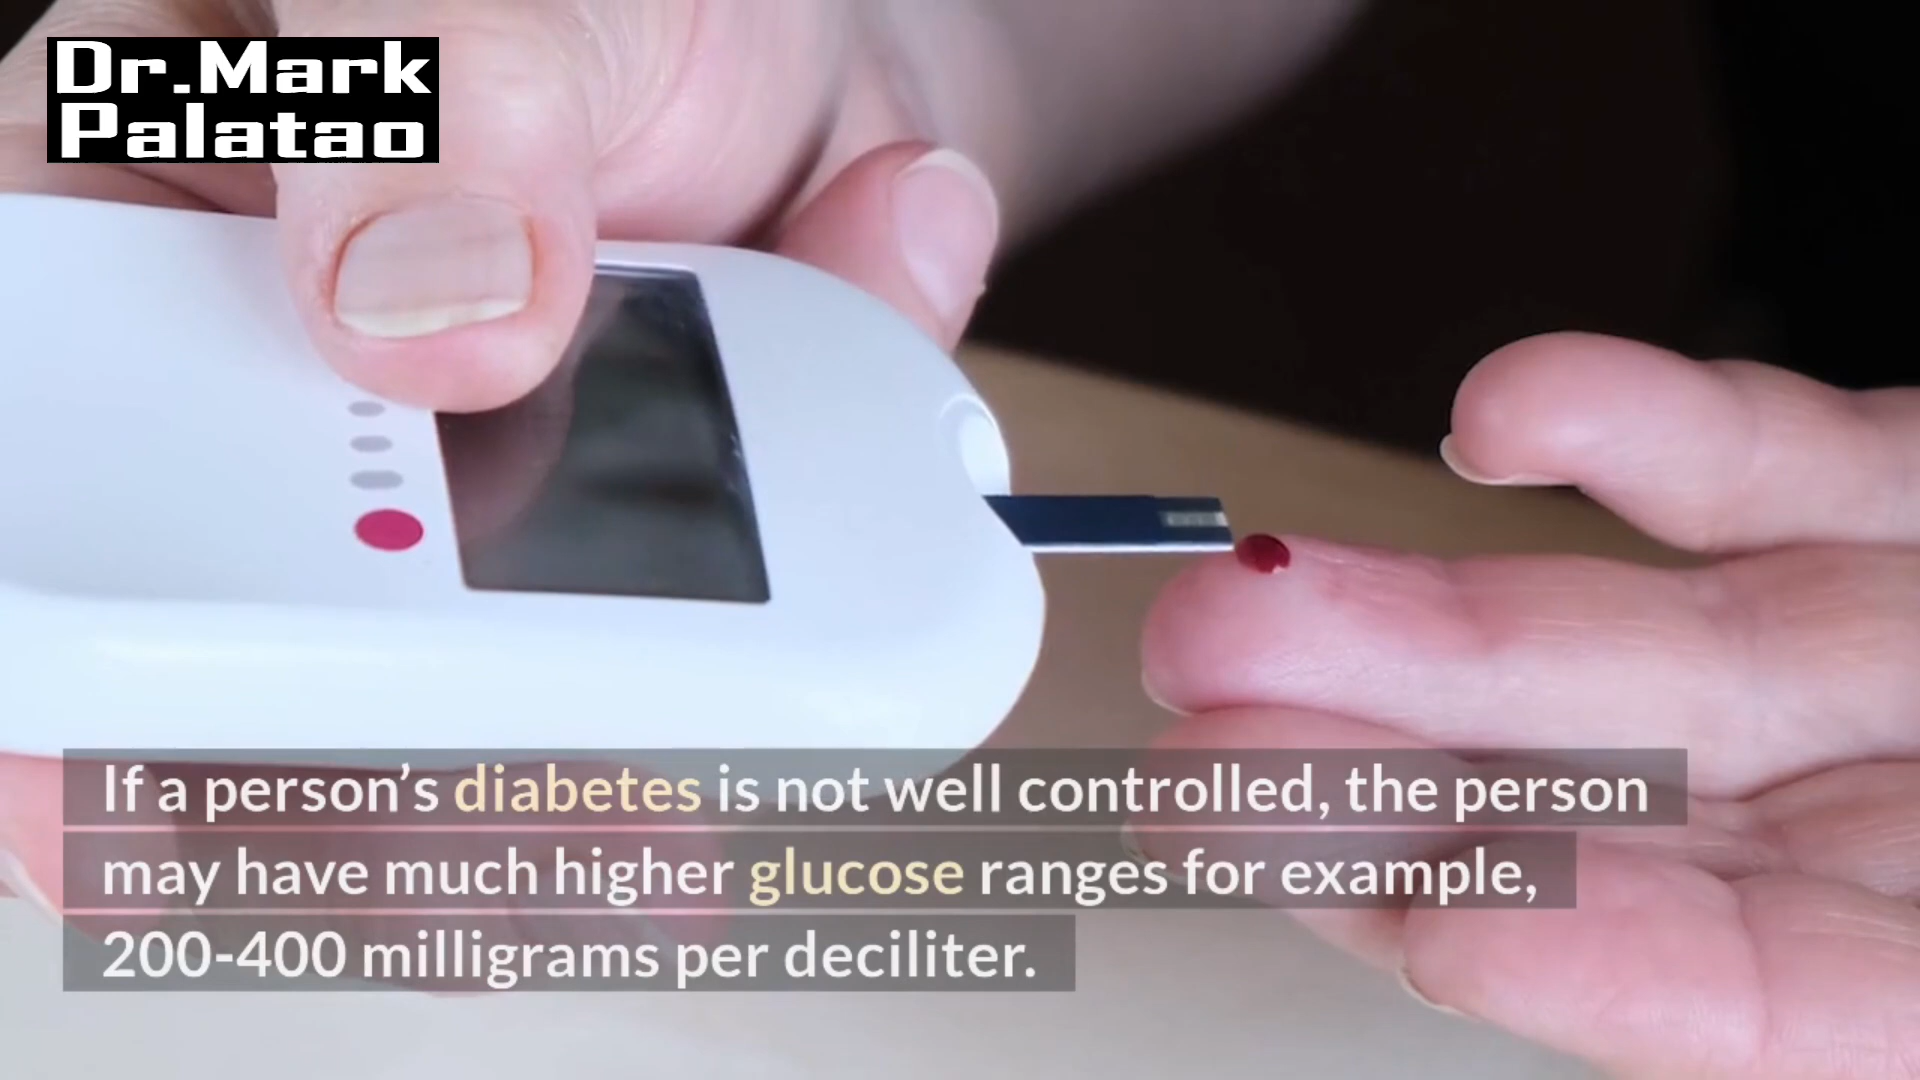 Dr.Mark
Palatao
If a person’s diabetes is not well controlled, the person
may have much higher glucose ranges for example,
200-400 milligrams per deciliter.